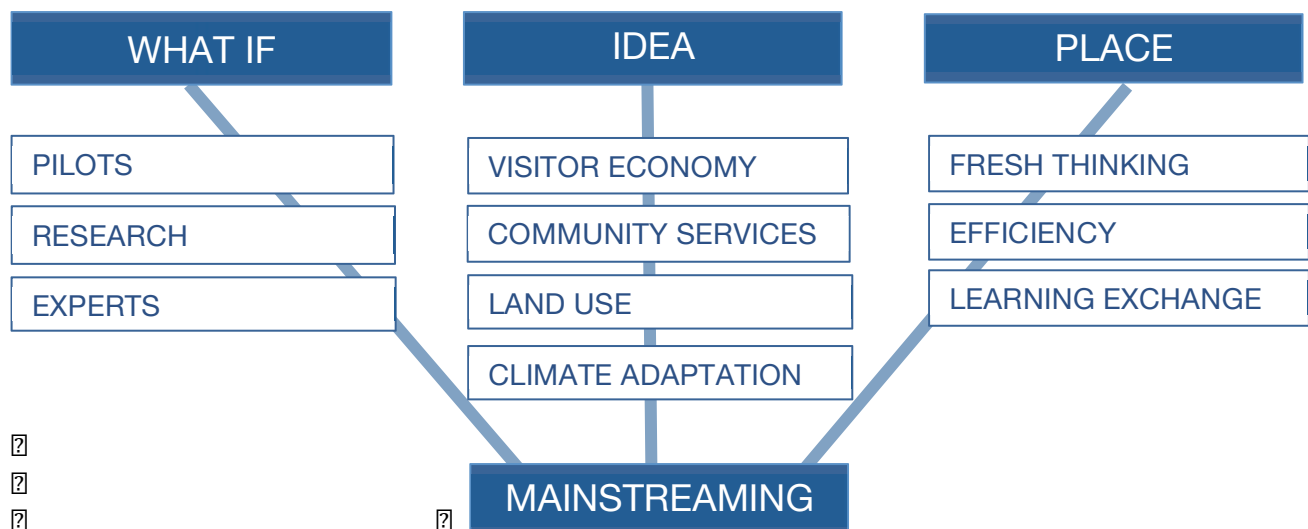 WHAT IF
PILOTS
RESEARCH
EXPERTS
IDEA
VISITOR ECONOMY
COMMUNITY SERVICES
LAND USE
CLIMATE ADAPTATION
PLACE
FRESH THINKING
EFFICIENCY
LEARNING EXCHANGE
MAINSTREAMING